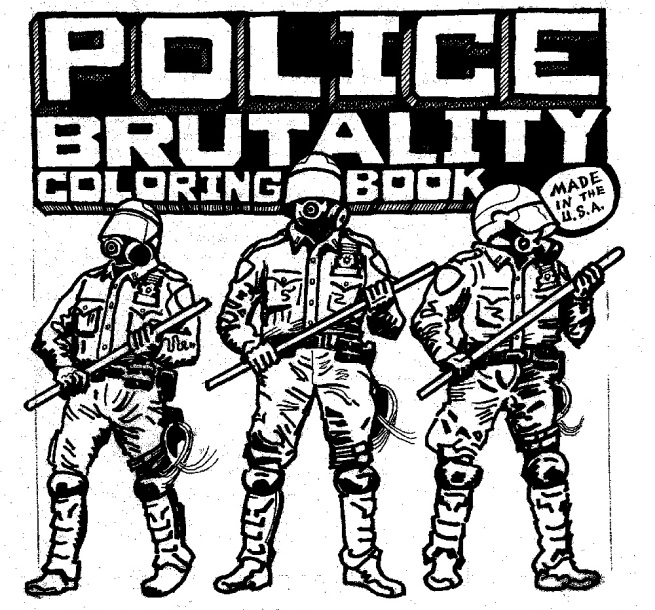 POLICE
BRUTALITY
COLORING BOOK
MADE
IN THE
U.S.A.